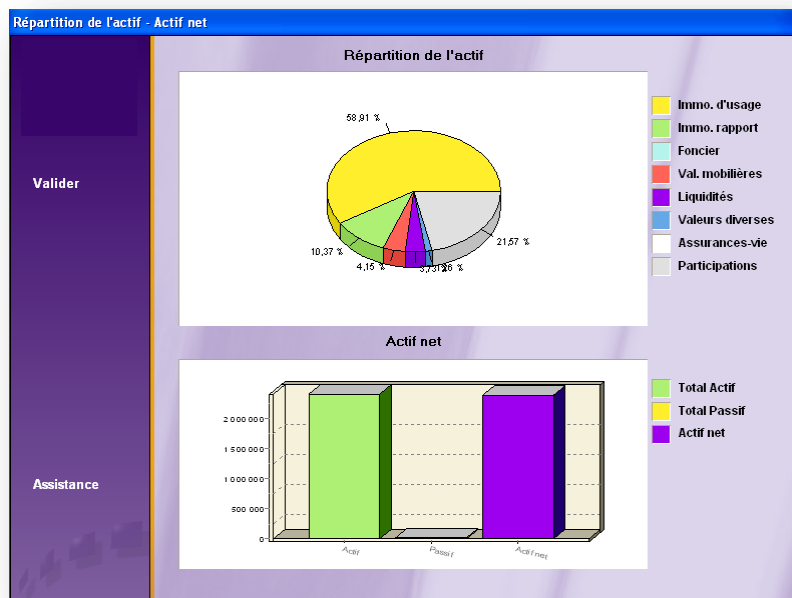 Répartition de l'actif - Actif net
Répartition de l'actif
58,91 %
10,37 %
4,15 %
3,73
21,57 %
Immo. d'usage
Immo. rapport
Foncier
Val. mobilières
Liquidités
Valeurs diverses
Assurances-vie
Participations
Valider
Actif net
2 000 000
1 500 000
1 000 000
500 000
0
Actif
Passif
Actif net
Total Actif
Total Passif
Actif net
Assistance